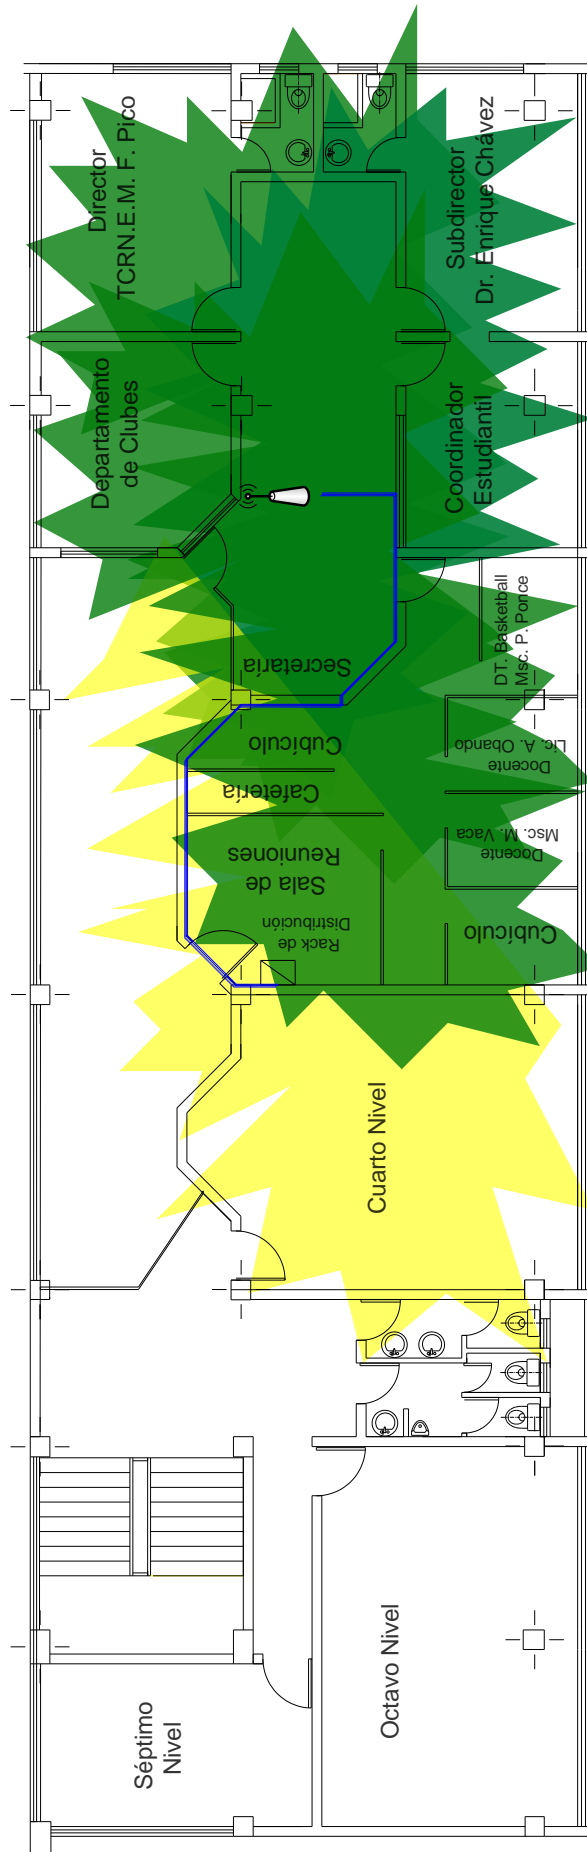 Director
TCRN.E.M. F. Pico
Subdirector
Dr. Enrique Chávez
Departamento
de Clubes
Coordinador
Estudiantil
Secretaría
DT. Basketball
Msc. P. Ponce
Cubículo
Cafetería
Sala de
Reuniones
Rack de
Distribución
Docente
Lic. A. Obando
Docente
Msc. M. Vaca
Cubículo
Cuarto Nivel
Séptimo
Nivel
Octavo Nivel